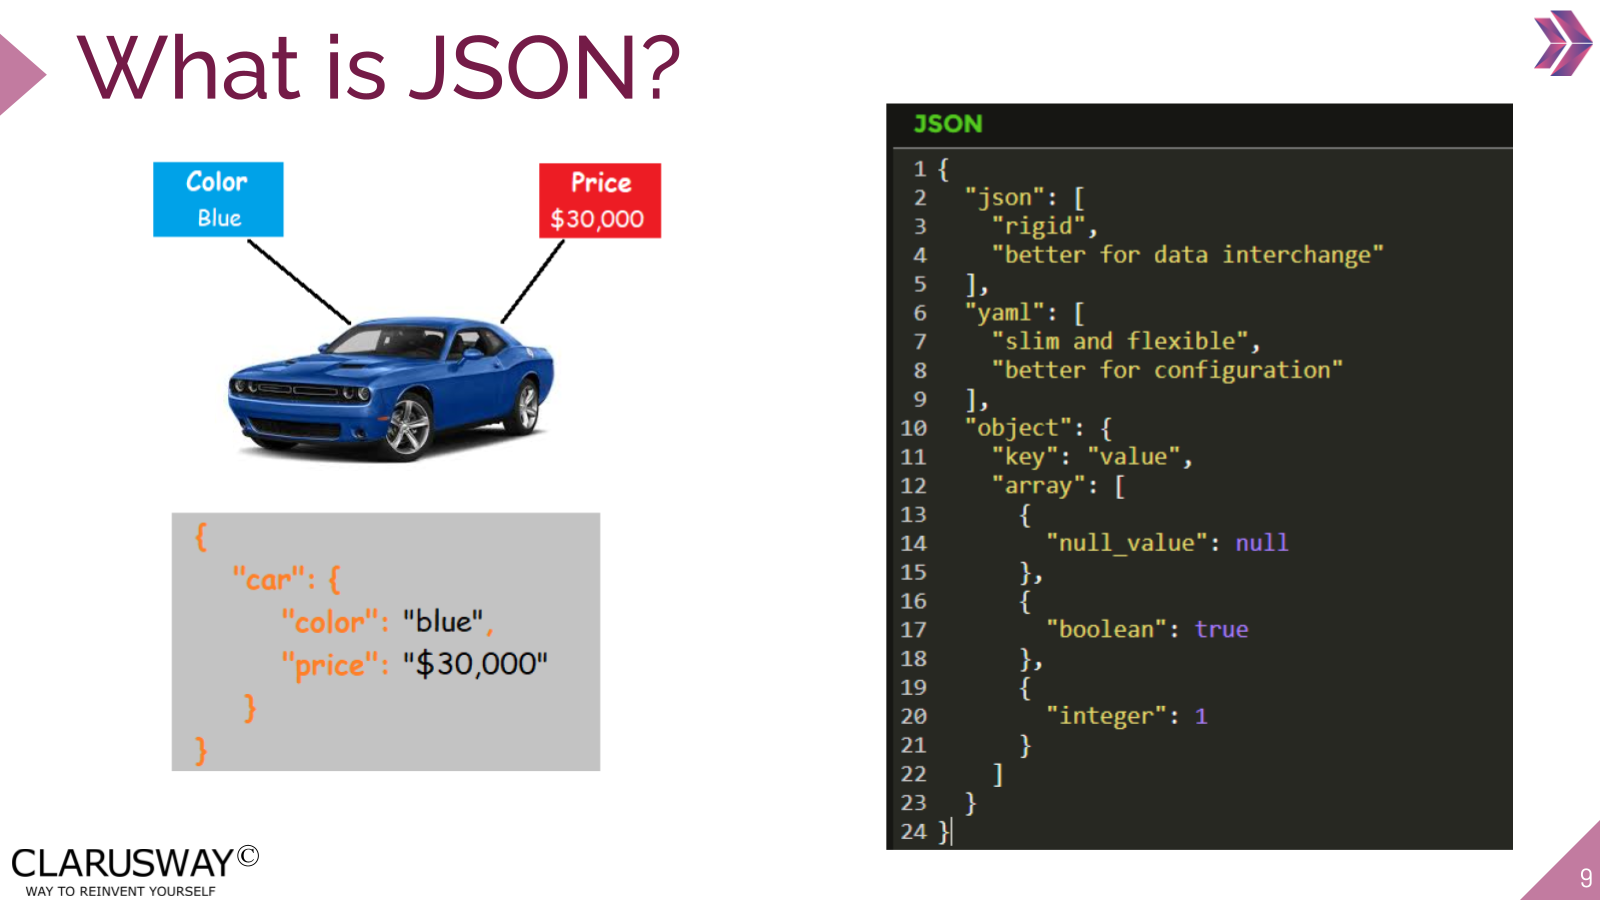 What is JSON?
Color
Blue
Price
$30,000
{
"car": {
"color": "blue",
"price": "$30,000"
}
}
JSON
1 {
2 "json": [
3 "rigid",
4 "better for data interchange"
5 ],
6 "yaml": [
7 "slim and flexible",
8 "better for configuration"
9 ],
10 "object": {
11 "key": "value",
12 "array": [
13 {
14 "null_value": null
15 },
16 {
17 "boolean": true
18 },
19 {
20 "integer": 1
21 }
22 ]
23 }
24 }
CLARUSWAY©
WAY TO REINVENT YOURSELF
9